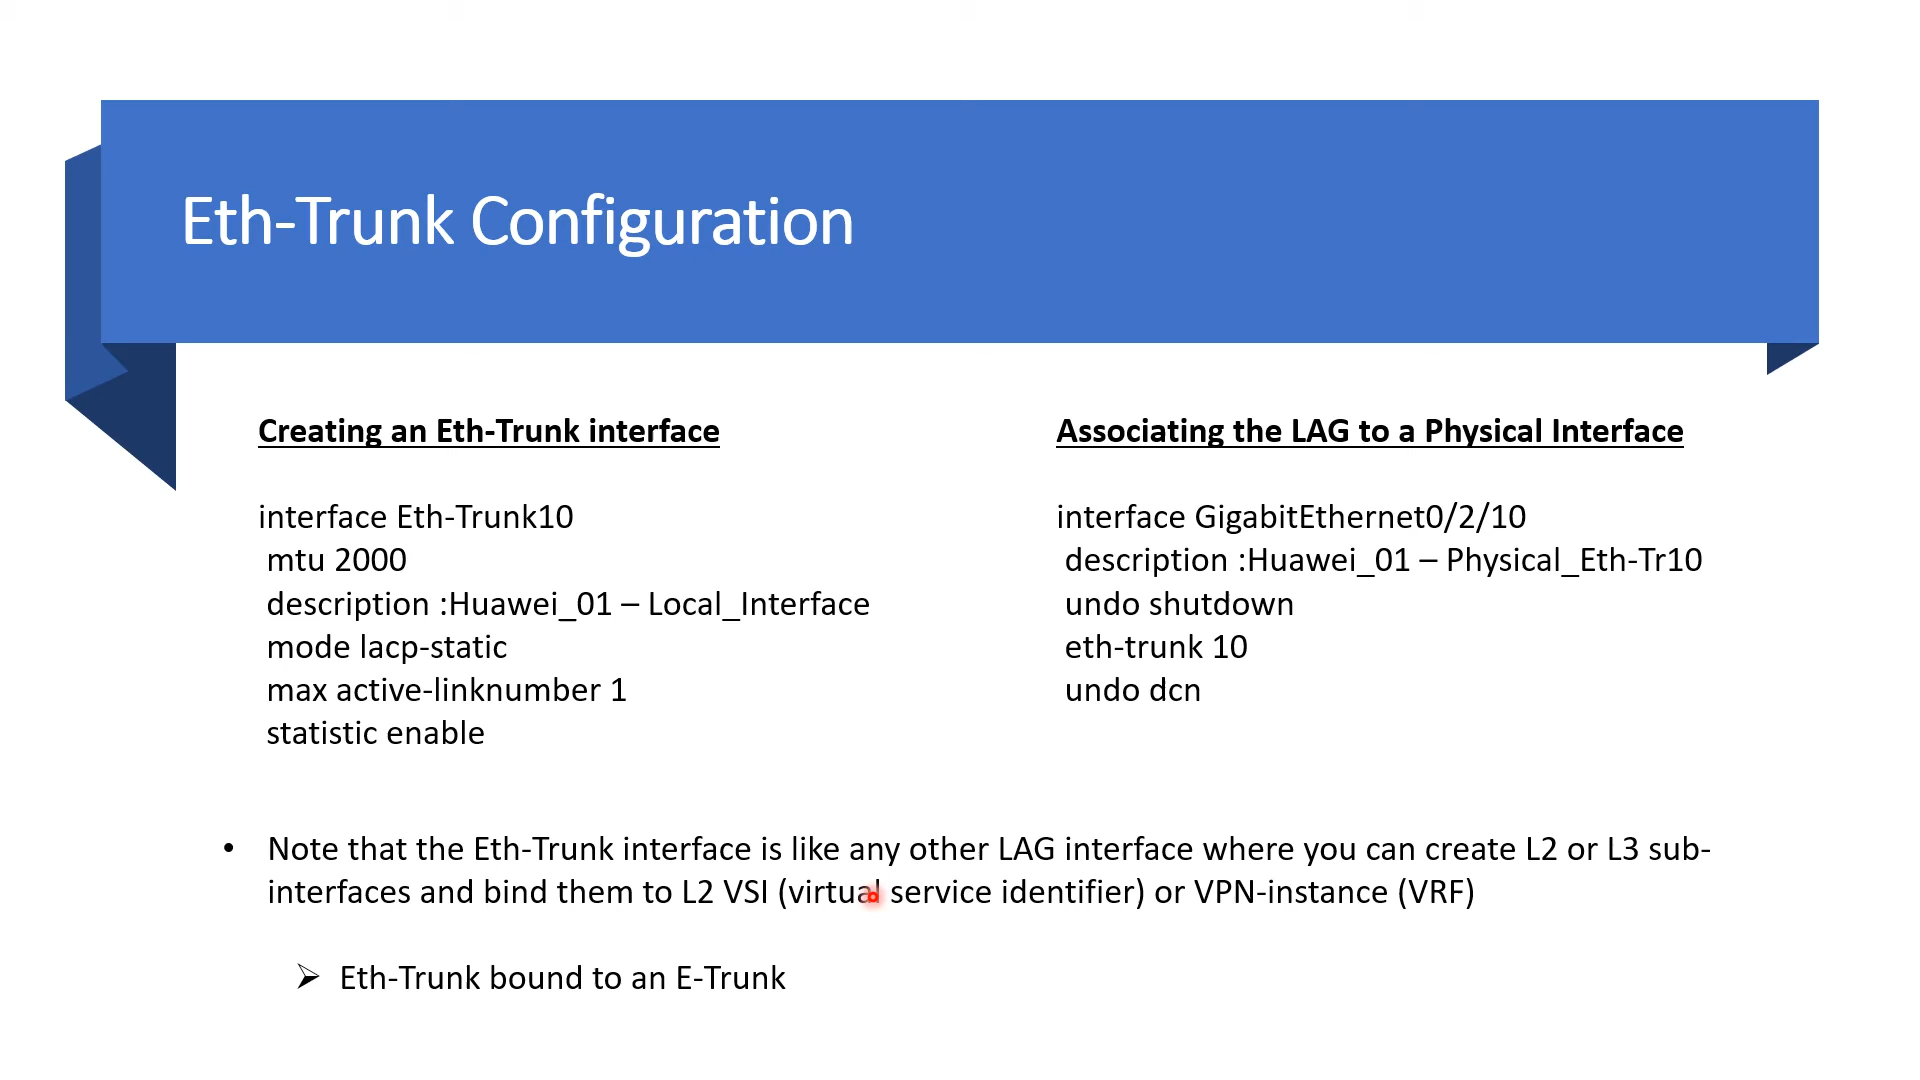 Eth-Trunk Configuration
Creating an Eth-Trunk interface
interface Eth-Trunk10
mtu 2000
description :Huawei_01 – Local_Interface
mode lacp-static
max active-linknumber 1
statistic enable
Associating the LAG to a Physical Interface
interface GigabitEthernet0/2/10
description :Huawei_01 – Physical_Eth-Tr10
undo shutdown
eth-trunk 10
undo dcn
• Note that the Eth-Trunk interface is like any other LAG interface where you can create L2 or L3 sub-
interfaces and bind them to L2 VSI (virtual service identifier) or VPN-instance (VRF)
➢ Eth-Trunk bound to an E-Trunk